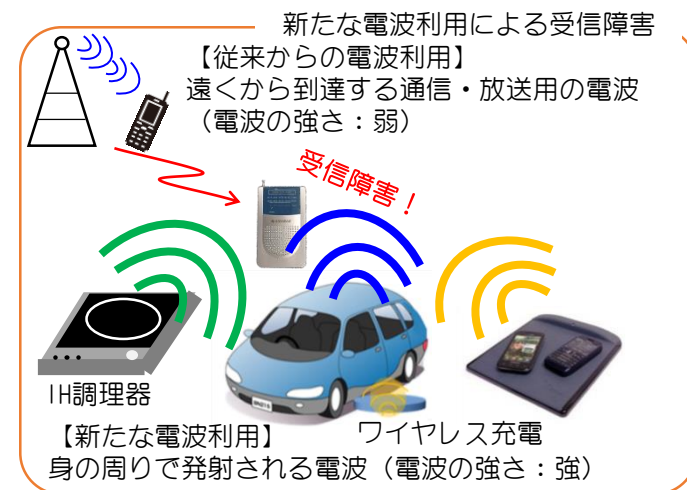 新たな電波利用による受信障害
【従来からの電波利用】
遠くから到達する通信・放送用の電波
（電波の強さ：弱）
受信障害！
IH調理器
ワイヤレス充電
【新たな電波利用】
身の周りで発射される電波（電波の強さ：強）